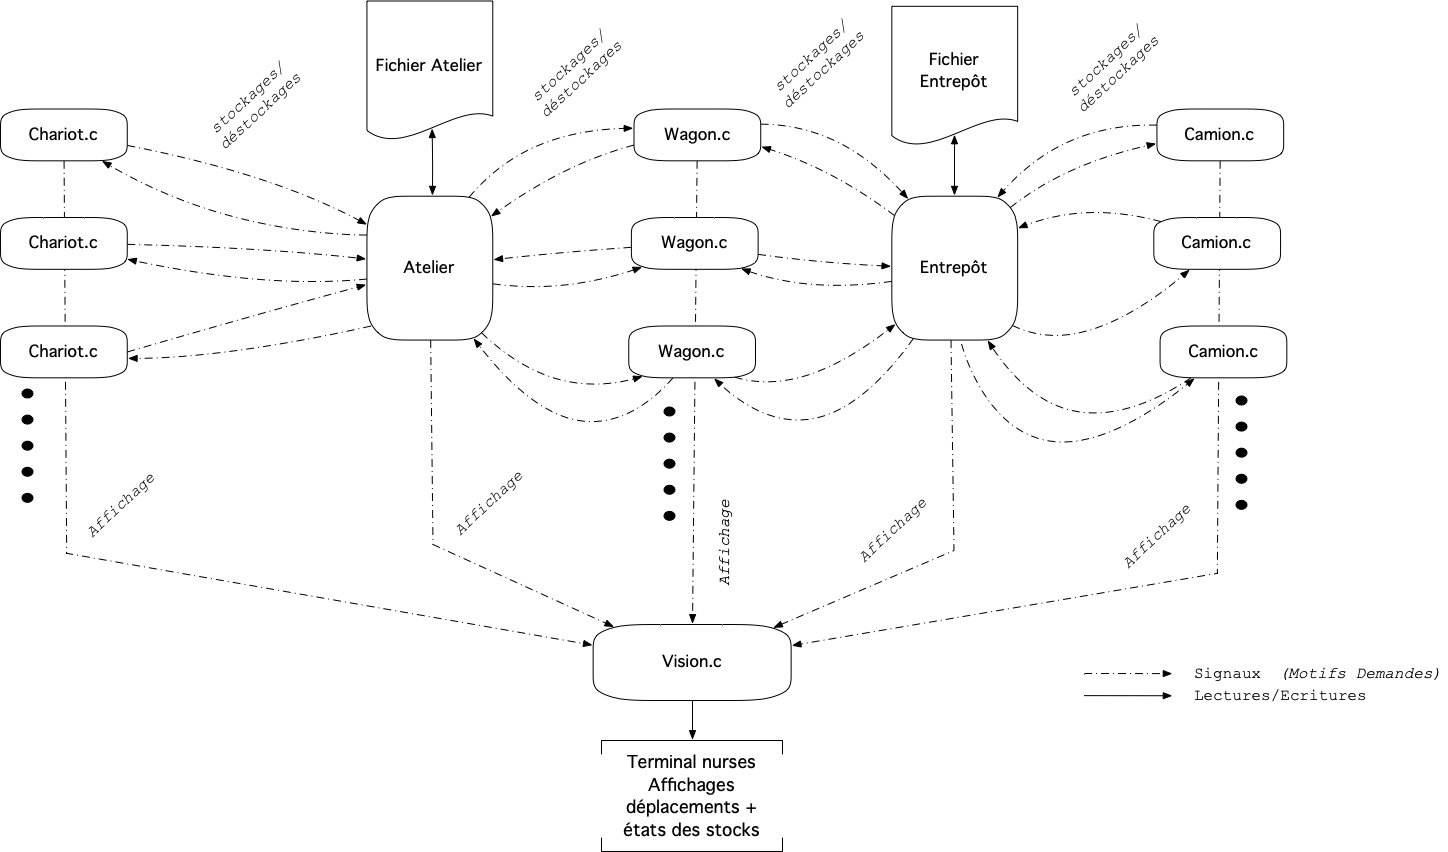 Fichier Atelier
Fichier
Entrepôt
stockages/
déstockages
stockages/
déstockages
stockages/
déstockages
stockages/
déstockages
Chariot.c
Wagon.c
Camion.c
Chariot.c
Wagon.c
Camion.c
Atelier
Entrepôt
Chariot.c
Wagon.c
Camion.c
Affichage
Affichage
Affichage
Affichage
Affichage
Vision.c
Signaux (Motifs Demandes)
Lectures/Ecritures
Terminal nurses
Affichages
déplacements +
états des stocks